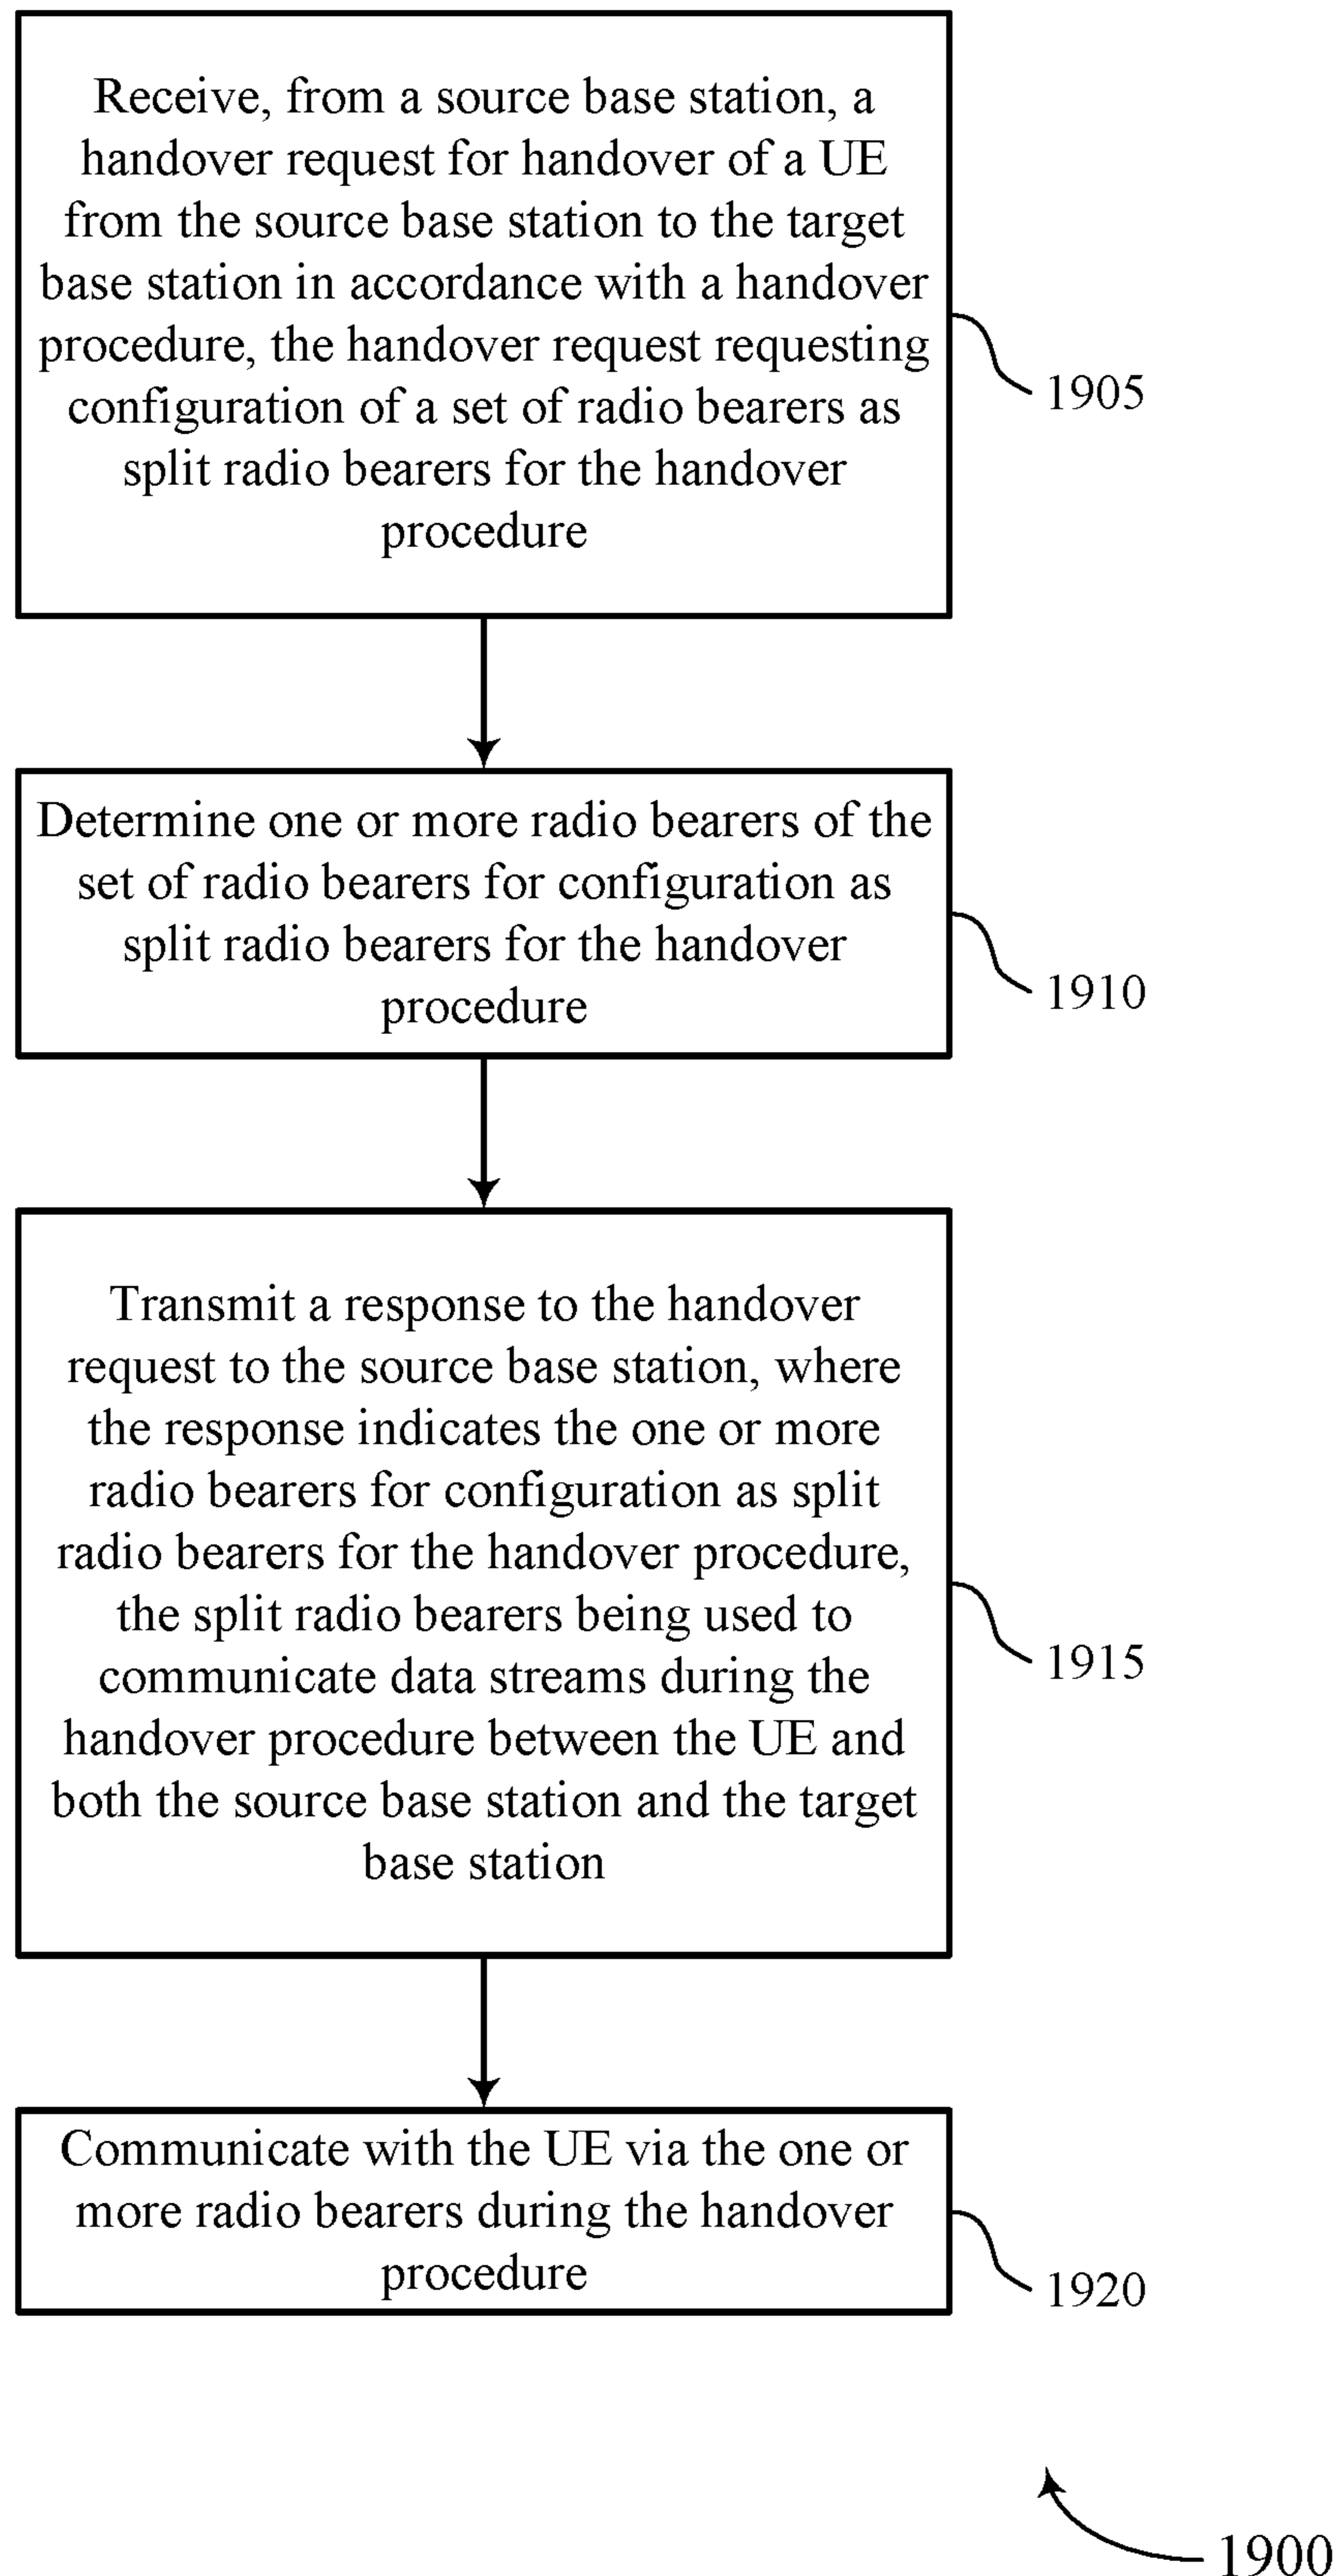 Receive, from a source base station, a
handover request for handover of a UE
from the source base station to the target
base station in accordance with a handover
procedure, the handover request requesting
configuration of a set of radio bearers as
split radio bearers for the handover
procedure
1905
Determine one or more radio bearers of the
set of radio bearers for configuration as
split radio bearers for the handover
procedure
1910
Transmit a response to the handover
request to the source base station, where
the response indicates the one or more
radio bearers for configuration as split
radio bearers for the handover procedure,
the split radio bearers being used to
communicate data streams during the
handover procedure between the UE and
both the source base station and the target
base station
1915
Communicate with the UE via the one or
more radio bearers during the handover
procedure
1920
1900